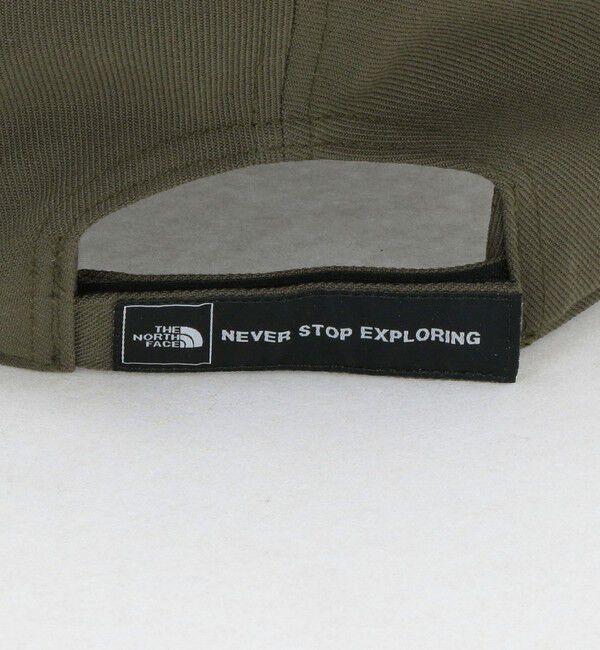 THE
NORTH
FACE
NEVER STOP EXPLORING